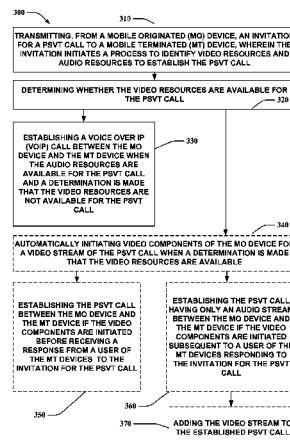 300
310
TRANSMITTING, FROM A MOBILE ORIGINATED (MO) DEVICE, AN INVITATION
FOR A PSVT CALL TO A MOBILE TERMINATED (MT) DEVICE, WHEREIN THE
INVITATION INITIATES A PROCESS TO IDENTIFY VIDEO RESOURCES AND
AUDIO RESOURCES TO ESTABLISH THE PSVT CALL
DETERMINING WHETHER THE VIDEO RESOURCES ARE AVAILABLE FOR
THE PSVT CALL
320
ESTABLISHING A VOICE OVER IP
(VOIP) CALL BETWEEN THE MO
DEVICE AND THE MT DEVICE WHEN
THE AUDIO RESOURCES ARE
AVAILABLE FOR THE PSVT CALL
AND A DETERMINATION IS MADE
THAT THE VIDEO RESOURCES ARE
NOT AVAILABLE FOR THE PSVT
CALL
330
340
AUTOMATICALLY INITIATING VIDEO COMPONENTS OF THE MO DEVICE FO
A VIDEO STREAM OF THE PSVT CALL WHEN A DETERMINATION IS MADE
THAT THE VIDEO RESOURCES ARE AVAILABLE
ESTABLISHING THE PSVT CALL
BETWEEN THE MO DEVICE AND
THE MT DEVICE IF THE VIDEO
COMPONENTS ARE INITIATED
BEFORE RECEIVING A
RESPONSE FROM A USER OF
THE MT DEVICES TO THE
INVITATION FOR THE PSVT CALL
350
ESTABLISHING THE PSVT CALL
HAVING ONLY AN AUDIO STREAM
BETWEEN THE MO DEVICE AND
THE MT DEVICE IF THE VIDEO
COMPONENTS ARE INITIATED
SUBSEQUENT TO A USER OF THE
MT DEVICES RESPONDING TO
THE INVITATION FOR THE PSVT
CALL
360
370
ADDING THE VIDEO STREAM TO
THE ESTABLISHED PSVT CALL